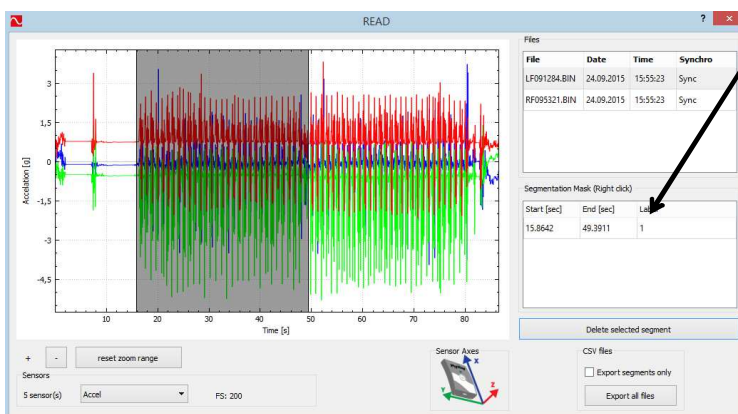 READ
?
x
Files
File Date Time Synchro
LF091284.BIN 24.09.2015 15:55:23 Sync
RF095321.BIN 24.09.2015 15:55:23 Sync
3
1,5
0
-1,5
-3
-4,5
Accelation [g]
10 20 30 40 50 60 70 80
Time [s]
Segmentation Mask (Right click)
Start [sec] End [sec]
15.8642 49.3911 1
Delete selected segment
+ - reset zoom range
Sensors
5 sensor(s) Accel FS: 200
Sensor Axes
X
Y
Z
CSV files
Export segments only
Export all files